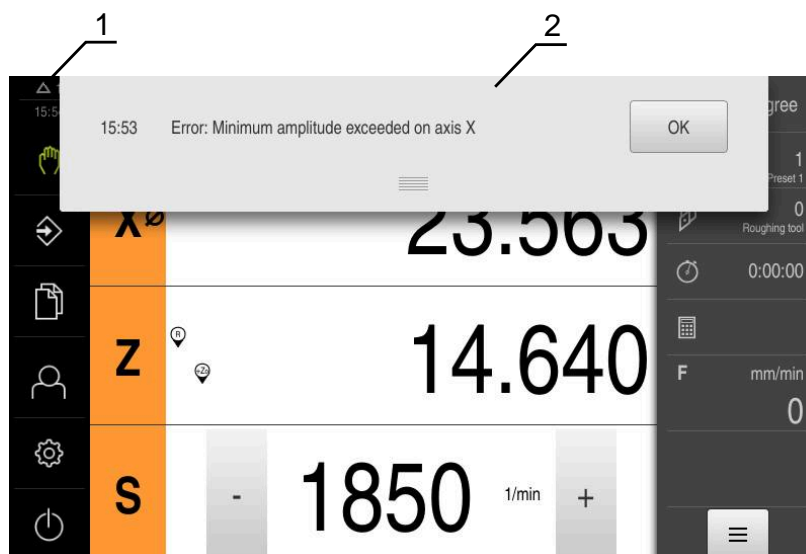 1
2
15:53 Error: Minimum amplitude exceeded on axis X OK
1
Preset 1
X Ø 23.563
0
Roughing tool
0:00:00
Z R 14.640
F mm/min
0
S - 1850 1/min +